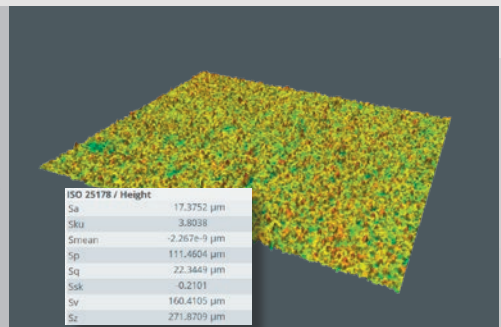 ISO 25178 / Height
Sa 17.3752 µm
Sku 3.8038
Smean -2.267e-9 µm
Sp 111.4604 µm
Sq 22.3449 µm
Ssk -0.2101
Sv 160.4105 µm
Sz 271.8709 µm